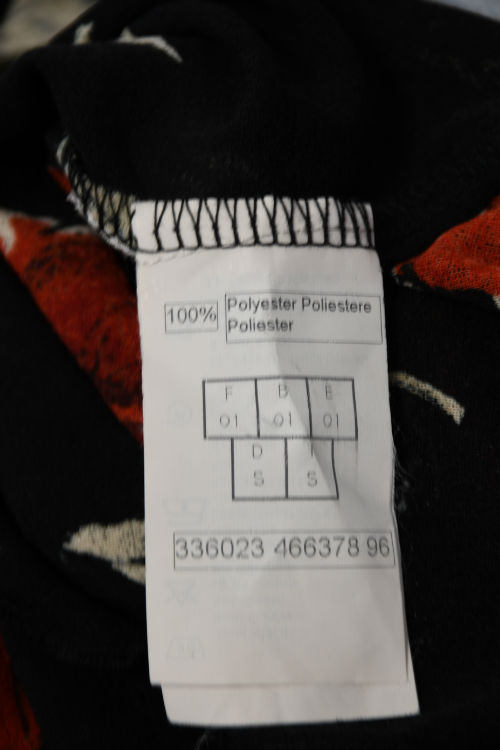 100% Polyester Poliestere
Poliester
F B E
01 01 01
D I
S S
336023 466378 96